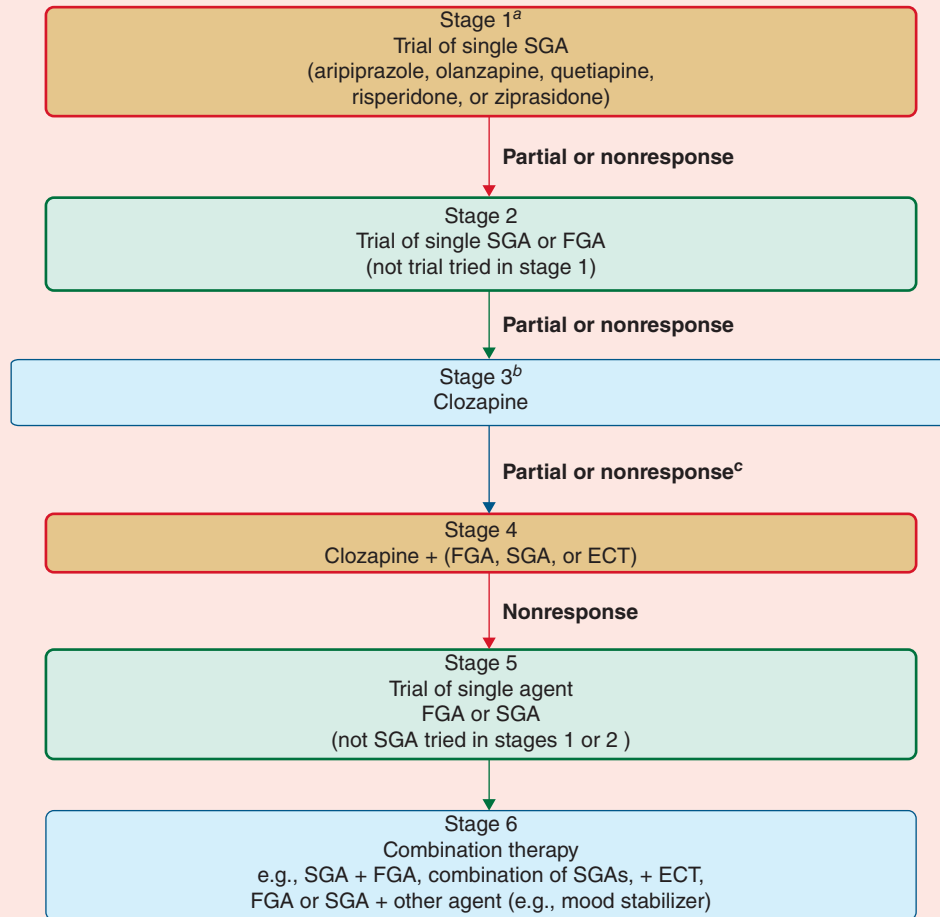 Stage 1a
Trial of single SGA
(aripiprazole, olanzapine, quetiapine,
risperidone, or ziprasidone)
Partial or nonresponse
Stage 2
Trial of single SGA or FGA
(not trial tried in stage 1)
Partial or nonresponse
Stage 3b
Clozapine
Partial or nonresponsec
Stage 4
Clozapine + (FGA, SGA, or ECT)
Nonresponse
Stage 5
Trial of single agent
FGA or SGA
(not SGA tried in stages 1 or 2 )
Stage 6
Combination therapy
e.g., SGA + FGA, combination of SGAs, + ECT,
FGA or SGA + other agent (e.g., mood stabilizer)